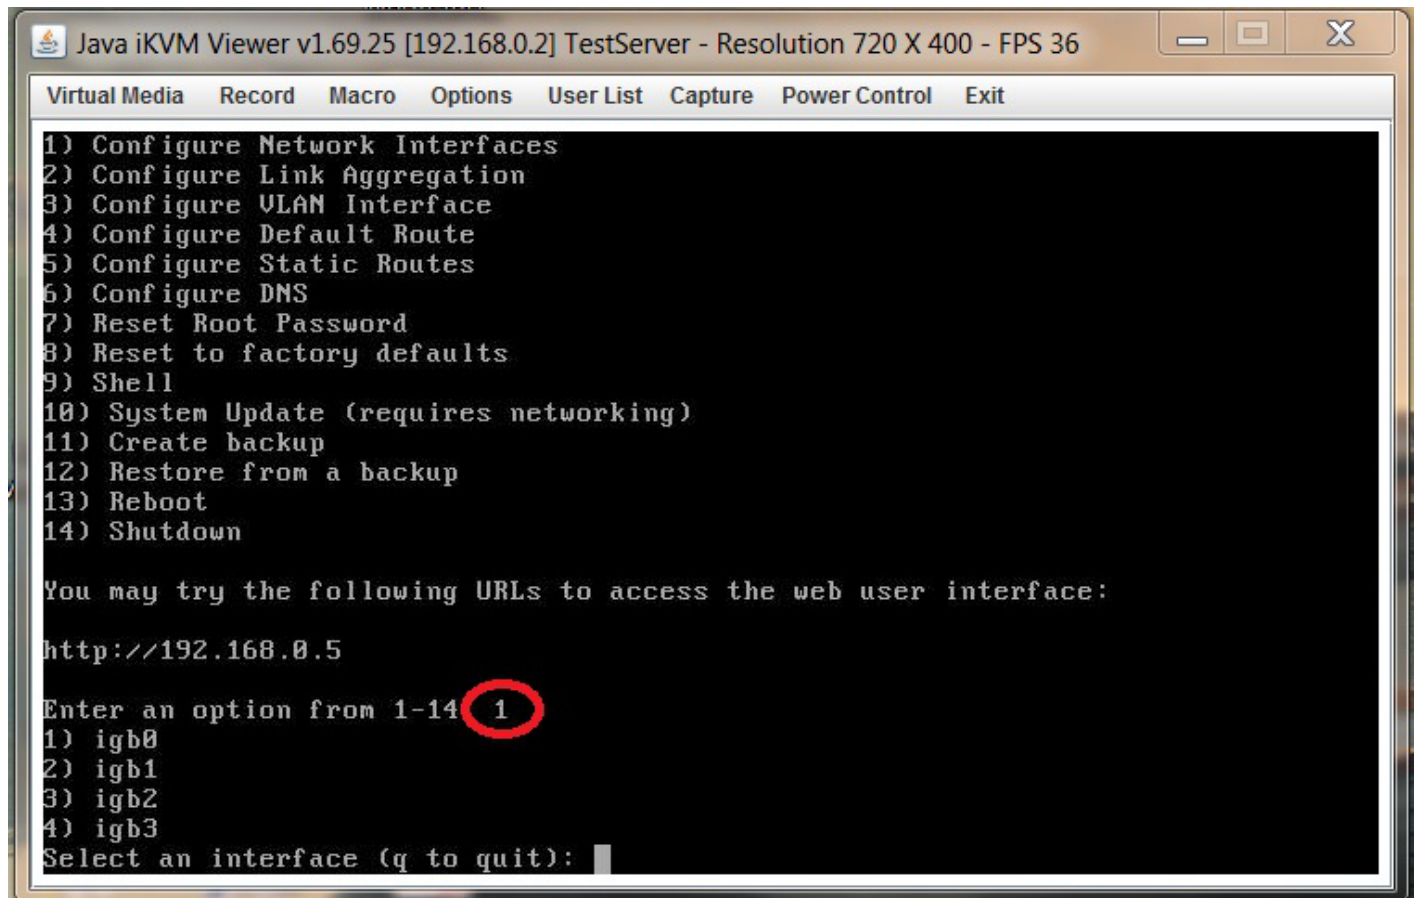 Java iKVM Viewer v1.69.25 [192.168.0.2] TestServer - Resolution 720 X 400 - FPS 36
Virtual Media Record Macro Options User List Capture Power Control Exit
1) Configure Network Interfaces
2) Configure Link Aggregation
3) Configure VLAN Interface
4) Configure Default Route
5) Configure Static Routes
6) Configure DNS
7) Reset Root Password
8) Reset to factory defaults
9) Shell
10) System Update (requires networking)
11) Create backup
12) Restore from a backup
13) Reboot
14) Shutdown
You may try the following URLs to access the web user interface:
http://192.168.0.5
Enter an option from 1-14 1
1) igb0
2) igb1
3) igb2
4) igb3
Select an interface (q to quit):